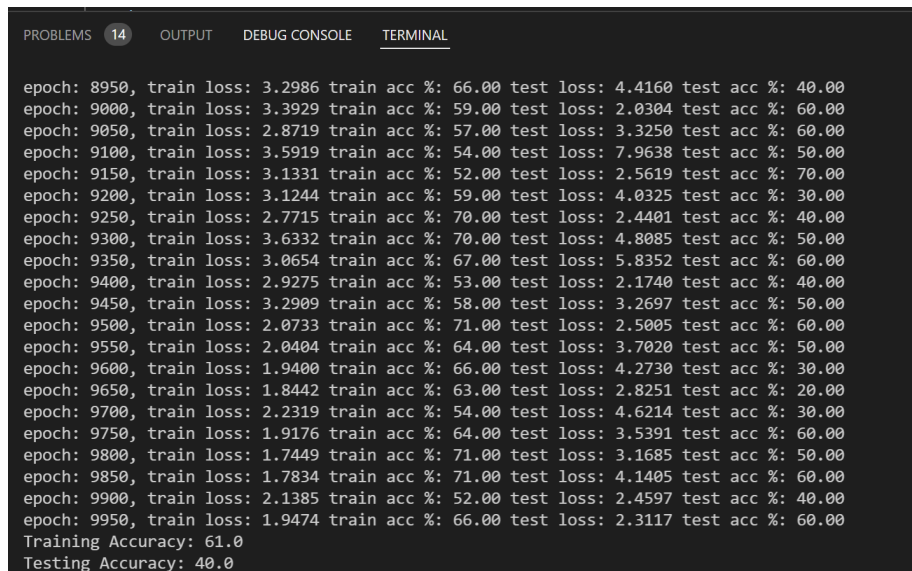 PROBLEMS 14 OUTPUT DEBUG CONSOLE TERMINAL
epoch: 8950, train loss: 3.2986 train acc %: 66.00 test loss: 4.4160 test acc %: 40.00
epoch: 9000, train loss: 3.3929 train acc %: 59.00 test loss: 2.0304 test acc %: 60.00
epoch: 9050, train loss: 2.8719 train acc %: 57.00 test loss: 3.3250 test acc %: 60.00
epoch: 9100, train loss: 3.5919 train acc %: 54.00 test loss: 7.9638 test acc %: 50.00
epoch: 9150, train loss: 3.1331 train acc %: 52.00 test loss: 2.5619 test acc %: 70.00
epoch: 9200, train loss: 3.1244 train acc %: 59.00 test loss: 4.0325 test acc %: 30.00
epoch: 9250, train loss: 2.7715 train acc %: 70.00 test loss: 2.4401 test acc %: 40.00
epoch: 9300, train loss: 3.6332 train acc %: 70.00 test loss: 4.8085 test acc %: 50.00
epoch: 9350, train loss: 3.0654 train acc %: 67.00 test loss: 5.8352 test acc %: 60.00
epoch: 9400, train loss: 2.9275 train acc %: 53.00 test loss: 2.1740 test acc %: 40.00
epoch: 9450, train loss: 3.2909 train acc %: 58.00 test loss: 3.2697 test acc %: 50.00
epoch: 9500, train loss: 2.0733 train acc %: 71.00 test loss: 2.5005 test acc %: 60.00
epoch: 9550, train loss: 2.0404 train acc %: 64.00 test loss: 3.7020 test acc %: 50.00
epoch: 9600, train loss: 1.9400 train acc %: 66.00 test loss: 4.2730 test acc %: 30.00
epoch: 9650, train loss: 1.8442 train acc %: 63.00 test loss: 2.8251 test acc %: 20.00
epoch: 9700, train loss: 2.2319 train acc %: 54.00 test loss: 4.6214 test acc %: 30.00
epoch: 9750, train loss: 1.9176 train acc %: 64.00 test loss: 3.5391 test acc %: 60.00
epoch: 9800, train loss: 1.7449 train acc %: 71.00 test loss: 3.1685 test acc %: 50.00
epoch: 9850, train loss: 1.7834 train acc %: 71.00 test loss: 4.1405 test acc %: 60.00
epoch: 9900, train loss: 2.1385 train acc %: 52.00 test loss: 2.4597 test acc %: 40.00
epoch: 9950, train loss: 1.9474 train acc %: 66.00 test loss: 2.3117 test acc %: 60.00
Training Accuracy: 61.0
Testing Accuracy: 40.0